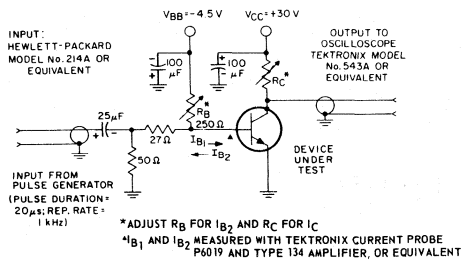 VBB=-4.5V
VCC=+30V
INPUT:
HEWLETT-PACKARD
MODEL No. 214A OR
EQUIVALENT
OUTPUT TO
OSCILLOSCOPE
TEKTRONIX MODEL
No. 543A OR
EQUIVALENT
100
μF
100
μF
RC*
*
RB
250Ω
25μF
27Ω
IB1
IB2
50Ω
DEVICE
UNDER
TEST
INPUT FROM
PULSE GENERATOR
(PULSE DURATION=
20μs; REP. RATE=
1 kHz)
*ADJUST RB FOR IB2 AND RC FOR IC
▲IB1 AND IB2 MEASURED WITH TEKTRONIX CURRENT PROBE
P6019 AND TYPE 134 AMPLIFIER, OR EQUIVALENT